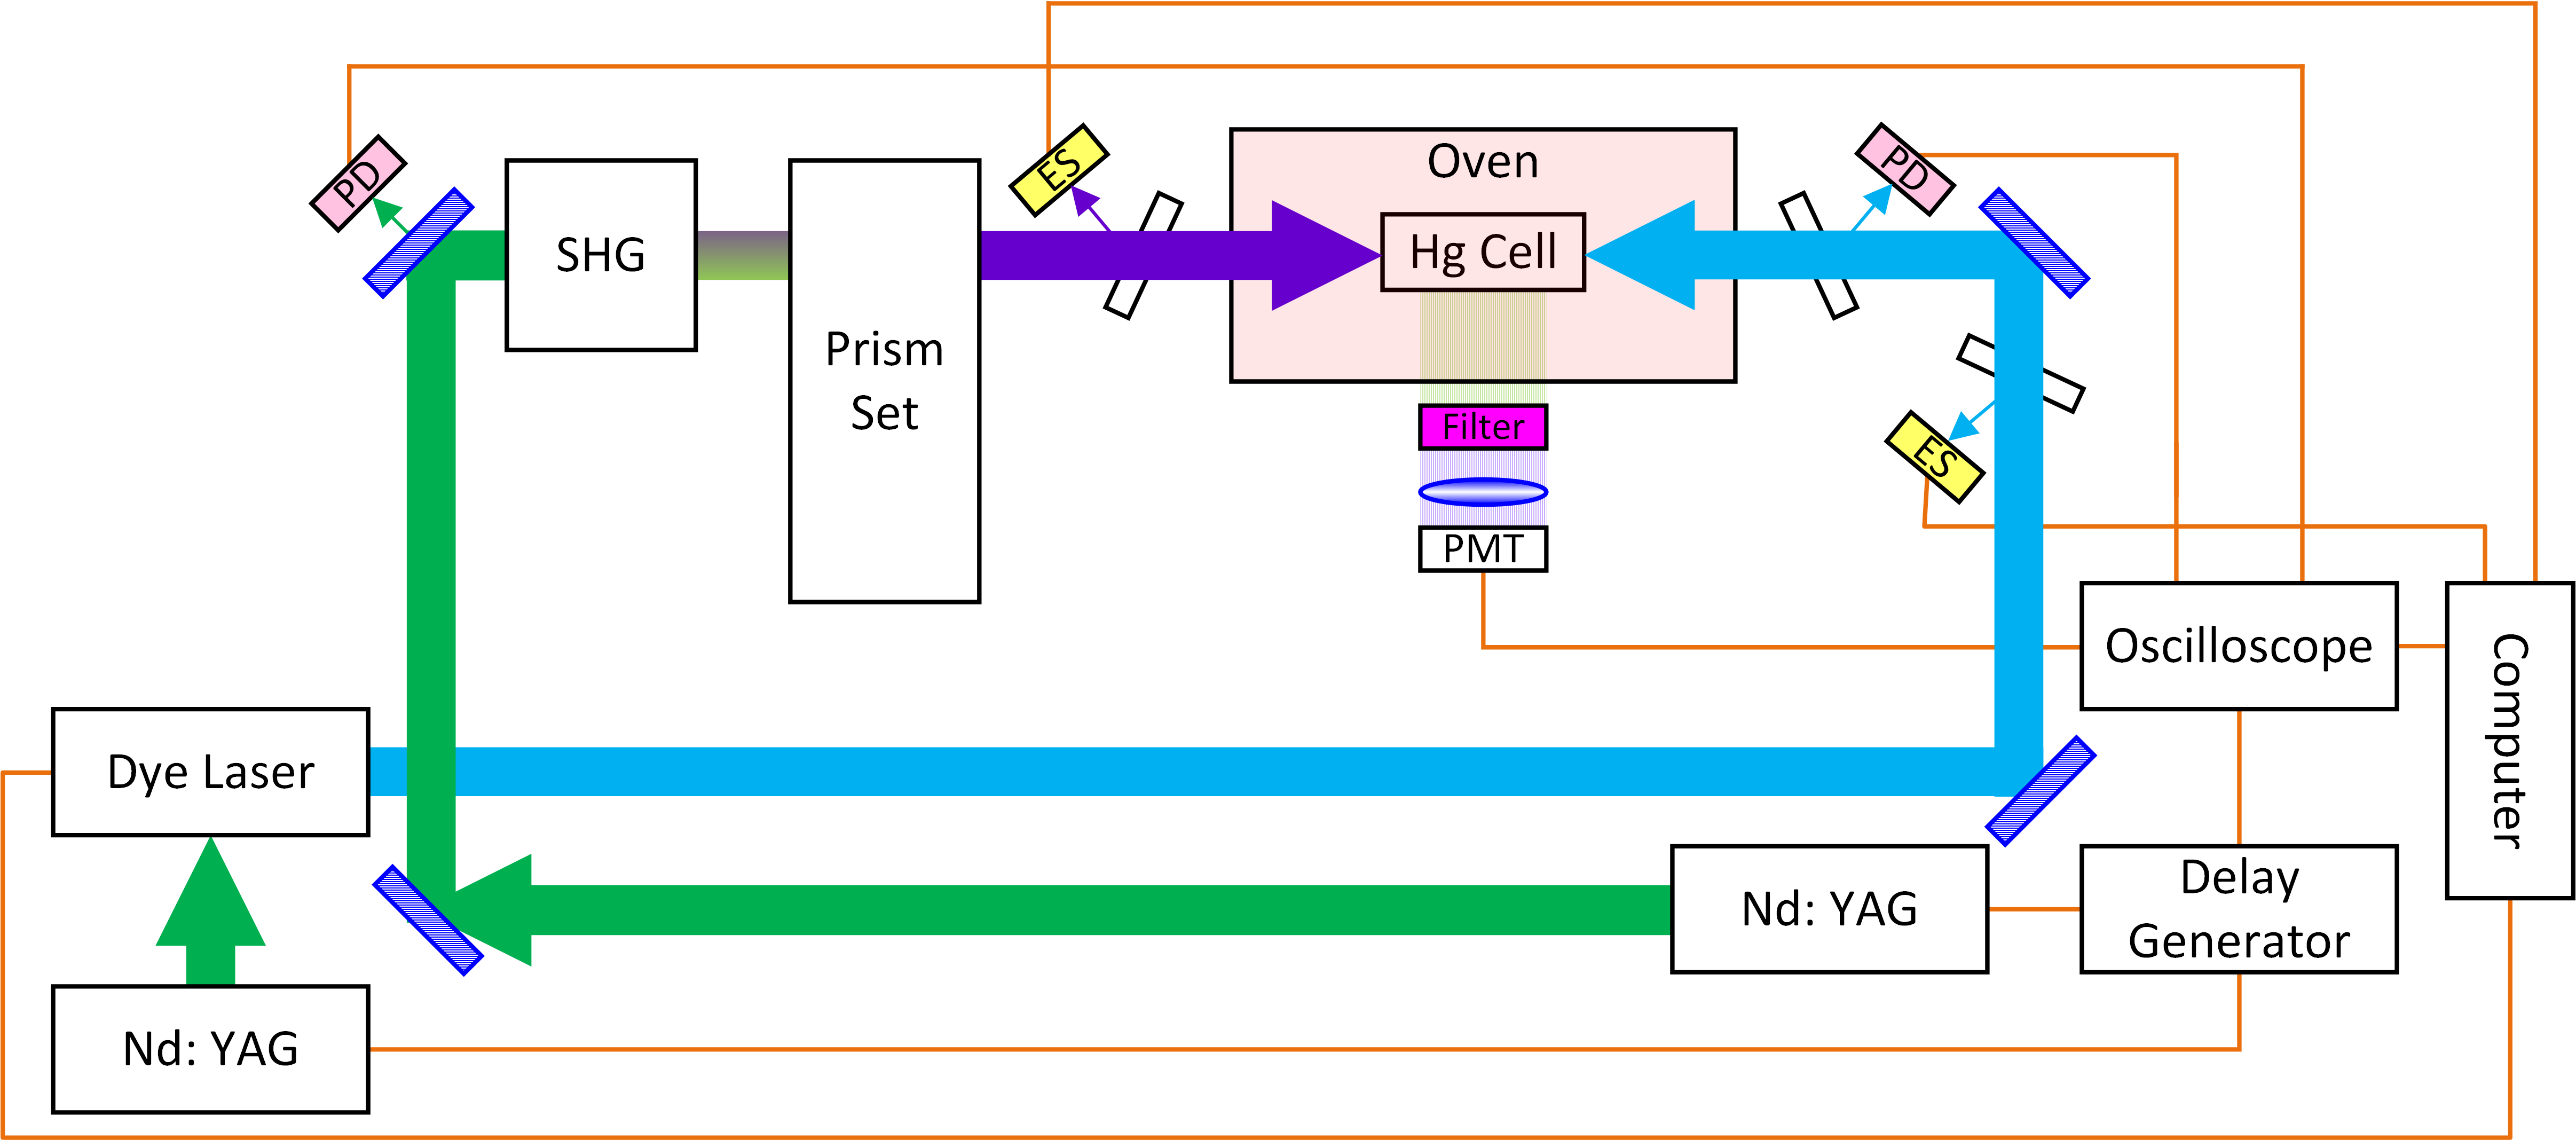 PD
SHG
Prism
Set
ES
Oven
Hg Cell
Filter
PMT
PD
ES
Oscilloscope
Computer
Dye Laser
Nd: YAG
Nd: YAG
Delay
Generator